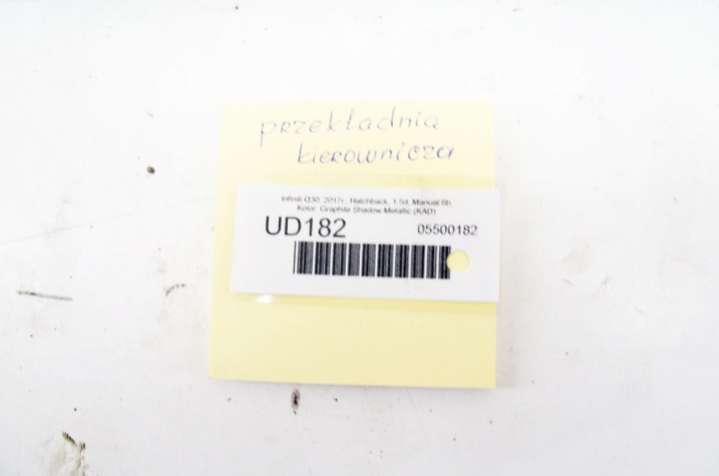 przekładnia
kierownicza
Infiniti Q30, 2017r., Hatchback, 1.5d, Manual 6b
Kolor: Graphite Shadow Metallic (KAD)
UD182 05500182